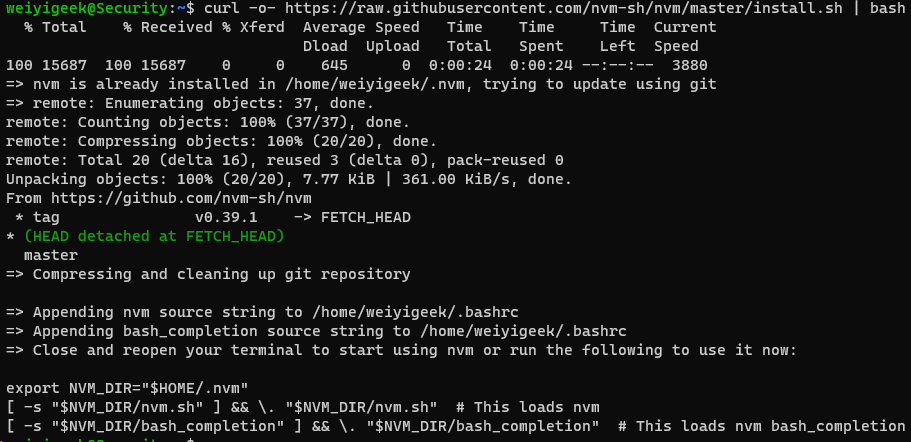 weiyigeek@Security:~$ curl -o- https://raw.githubusercontent.com/nvm-sh/nvm/master/install.sh | bash
  % Total    % Received % Xferd  Average Speed   Time    Time     Time  Current
                                 Dload  Upload   Total   Spent    Left  Speed
100 15687  100 15687    0     0    645      0  0:00:24  0:00:24 --:--:--  3880
=> nvm is already installed in /home/weiyigeek/.nvm, trying to update using git
=> remote: Enumerating objects: 37, done.
remote: Counting objects: 100% (37/37), done.
remote: Compressing objects: 100% (20/20), done.
remote: Total 20 (delta 16), reused 3 (delta 0), pack-reused 0
Unpacking objects: 100% (20/20), 7.77 KiB | 361.00 KiB/s, done.
From https://github.com/nvm-sh/nvm
 * tag               v0.39.1    -> FETCH_HEAD
* (HEAD detached at FETCH_HEAD)
  master
=> Compressing and cleaning up git repository

=> Appending nvm source string to /home/weiyigeek/.bashrc
=> Appending bash_completion source string to /home/weiyigeek/.bashrc
=> Close and reopen your terminal to start using nvm or run the following to use it now:

export NVM_DIR="$HOME/.nvm"
[ -s "$NVM_DIR/nvm.sh" ] && \. "$NVM_DIR/nvm.sh"  # This loads nvm
[ -s "$NVM_DIR/bash_completion" ] && \. "$NVM_DIR/bash_completion"  # This loads nvm bash_completion